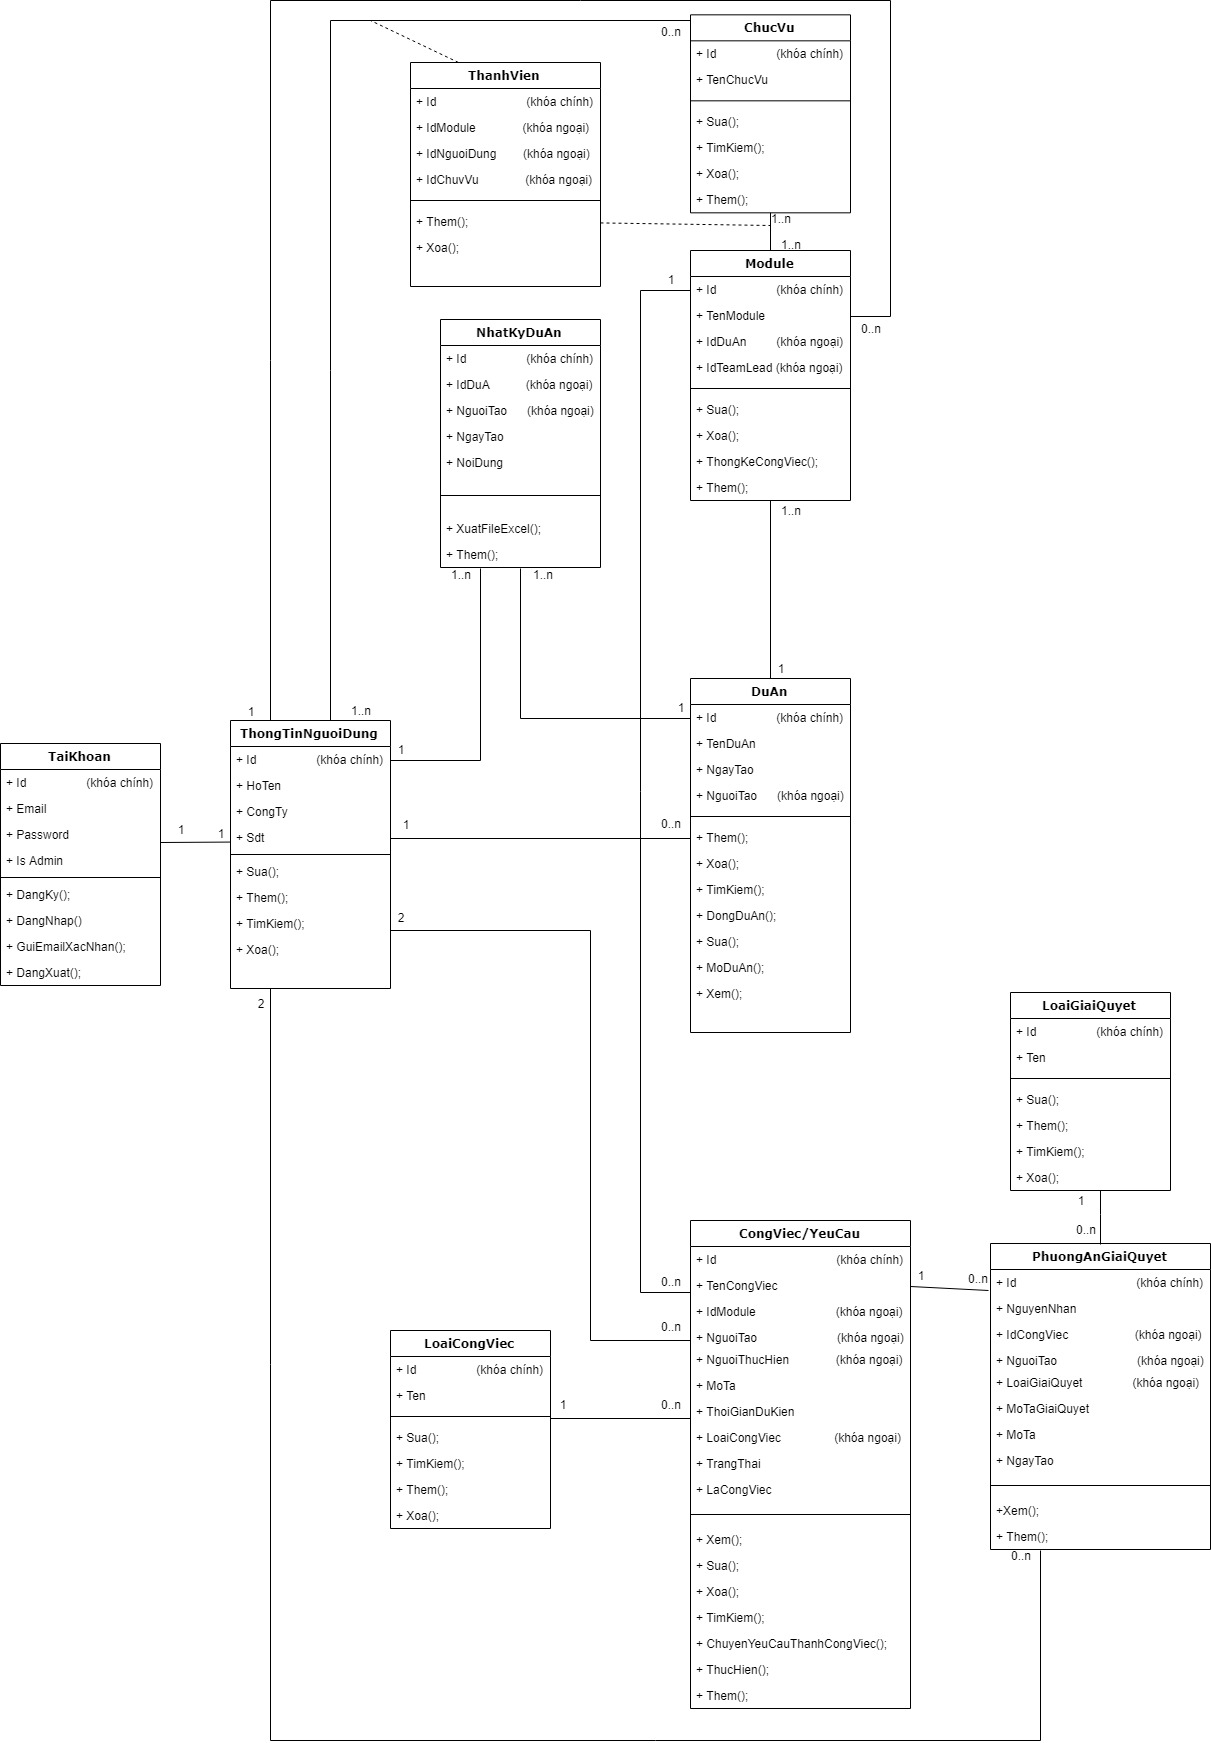 ChucVu
+ Id (khóa chính)
+ TenChucVu
+ Sua();
+ TimKiem();
+ Xoa();
+ Them();
0..n
1..n
ThanhVien
+ Id (khóa chính)
+ IdModule (khóa ngoại)
+ IdNguoiDung (khóa ngoại)
+ IdChuvVu (khóa ngoại)
+ Them();
+ Xoa();
1..n
Module
+ Id (khóa chính)
+ TenModule
+ IdDuAn (khóa ngoại)
+ IdTeamLead (khóa ngoại)
+ Sua();
+ Xoa();
+ ThongKeCongViec();
+ Them();
1
0..n
1..n
NhatKyDuAn
+ Id (khóa chính)
+ IdDuA (khóa ngoại)
+ NguoiTao (khóa ngoại)
+ NgayTao
+ NoiDung
+ XuatFileExcel();
+ Them();
1..n
1..n
1
DuAn
+ Id (khóa chính)
+ TenDuAn
+ NgayTao
+ NguoiTao (khóa ngoại)
+ Them();
+ Xoa();
+ TimKiem();
+ DongDuAn();
+ Sua();
+ MoDuAn();
+ Xem();
1
0..n
1
1..n
ThongTinNguoiDung
+ Id (khóa chính)
+ HoTen
+ CongTy
+ Sdt
+ Sua();
+ Them();
+ TimKiem();
+ Xoa();
1
1
2
2
TaiKhoan
+ Id (khóa chính)
+ Email
+ Password
+ Is Admin
+ DangKy();
+ DangNhap()
+ GuiEmailXacNhan();
+ DangXuat();
1
1
LoaiGiaiQuyet
+ Id (khóa chính)
+ Ten
+ Sua();
+ Them();
+ TimKiem();
+ Xoa();
1
0..n
CongViec/YeuCau
+ Id (khóa chính)
+ TenCongViec
+ IdModule (khóa ngoại)
+ NguoiTao (khóa ngoại)
+ NguoiThucHien (khóa ngoại)
+ MoTa
+ ThoiGianDuKien
+ LoaiCongViec (khóa ngoại)
+ TrangThai
+ LaCongViec
+ Xem();
+ Sua();
+ Xoa();
+ TimKiem();
+ ChuyenYeuCauThanhCongViec();
+ ThucHien();
+ Them();
0..n
0..n
0..n
1
0..n
PhuongAnGiaiQuyet
+ Id (khóa chính)
+ NguyenNhan
+ IdCongViec (khóa ngoại)
+ NguoiTao (khóa ngoại)
+ LoaiGiaiQuyet (khóa ngoại)
+ MoTaGiaiQuyet
+ MoTa
+ NgayTao
+Xem();
+ Them();
0..n
LoaiCongViec
+ Id (khóa chính)
+ Ten
+ Sua();
+ TimKiem();
+ Them();
+ Xoa();
1